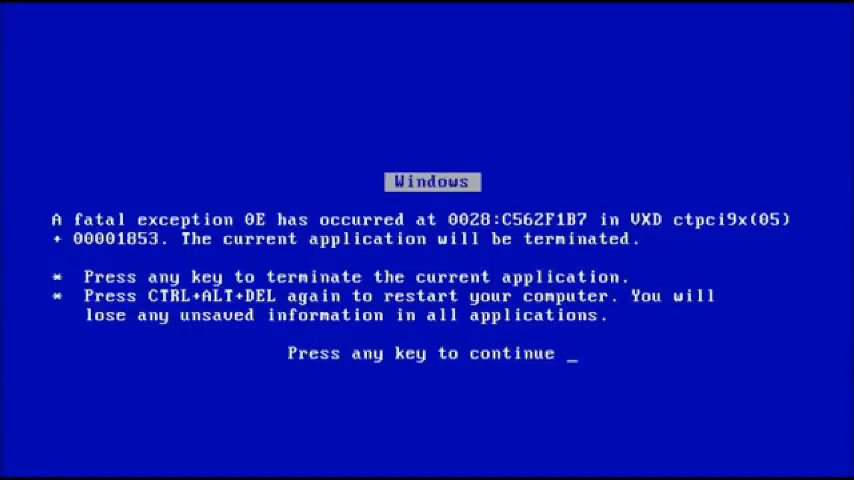 Windows
A fatal exception 0E has occurred at 0028:C562F1B7 in VXD ctpci9x(05)
+ 00001853. The current application will be terminated.
*  Press any key to terminate the current application.
*  Press CTRL+ALT+DEL again to restart your computer. You will
lose any unsaved information in all applications.
Press any key to continue _